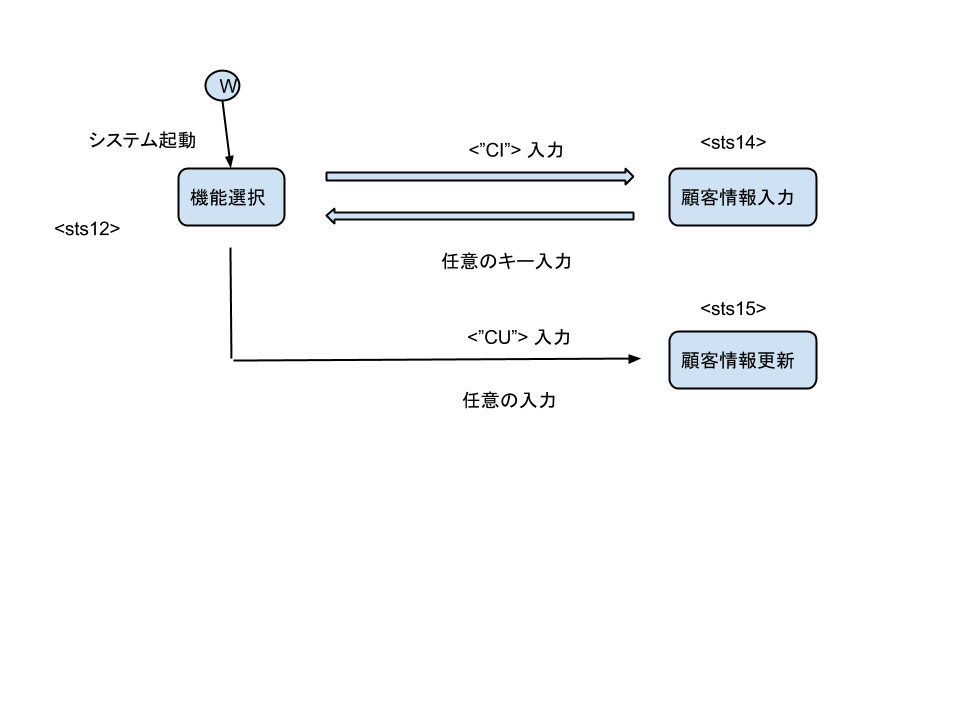 W
システム起動
<”CI”> 入力
<sts14>
機能選択
顧客情報入力
<sts12>
任意のキー入力
<sts15>
<”CU”> 入力
顧客情報更新
任意の入力